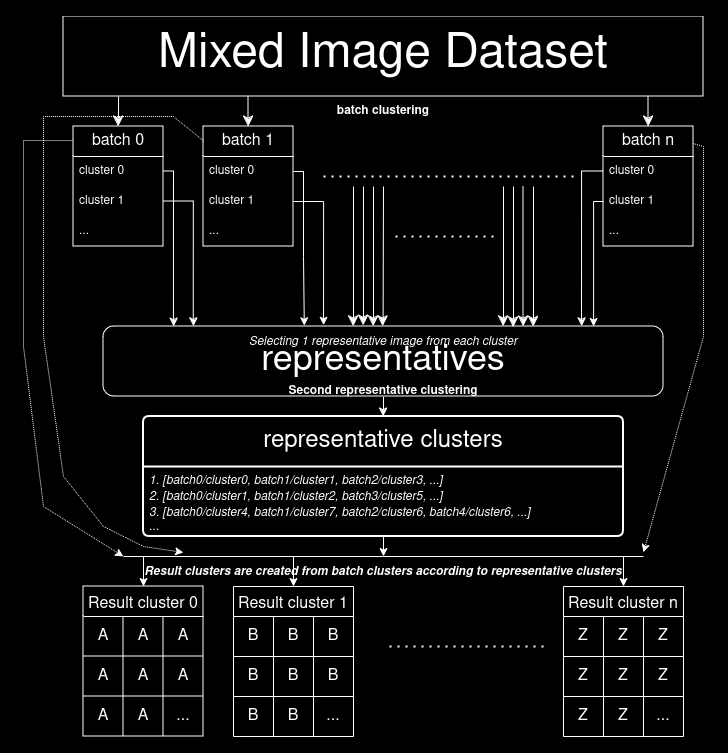 Mixed Image Dataset
batch clustering
batch 0
cluster 0
cluster 1
...
batch 1
cluster 0
cluster 1
...
batch n
cluster 0
cluster 1
...
Selecting 1 representative image from each cluster
representatives
Second representative clustering
representative clusters
1. [batch0/cluster0, batch1/cluster1, batch2/cluster3, ...]
2. [batch0/cluster1, batch1/cluster2, batch3/cluster5, ...]
3. [batch0/cluster4, batch1/cluster7, batch2/cluster6, batch4/cluster6, ...]
...
Result clusters are created from batch clusters according to representative clusters
Result cluster 0
A A A
A A A
A A ...
Result cluster 1
B B B
B B B
B B ...
Result cluster n
Z Z Z
Z Z Z
Z Z ...